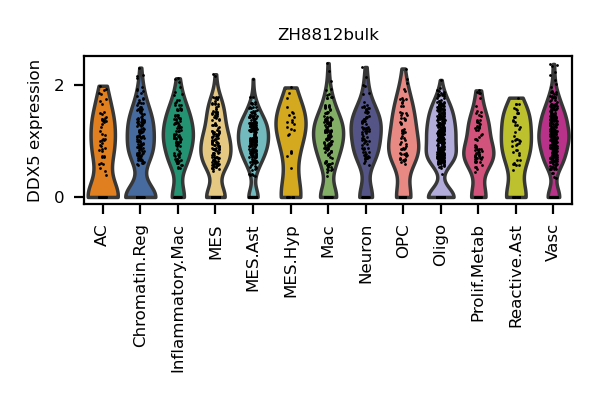 ZH8812bulk
DDX5 expression
2
0
AC
Chromatin.Reg
Inflammatory.Mac
MES
MES.Ast
MES.Hyp
Mac
Neuron
OPC
Oligo
Prolif.Metab
Reactive.Ast
Vasc